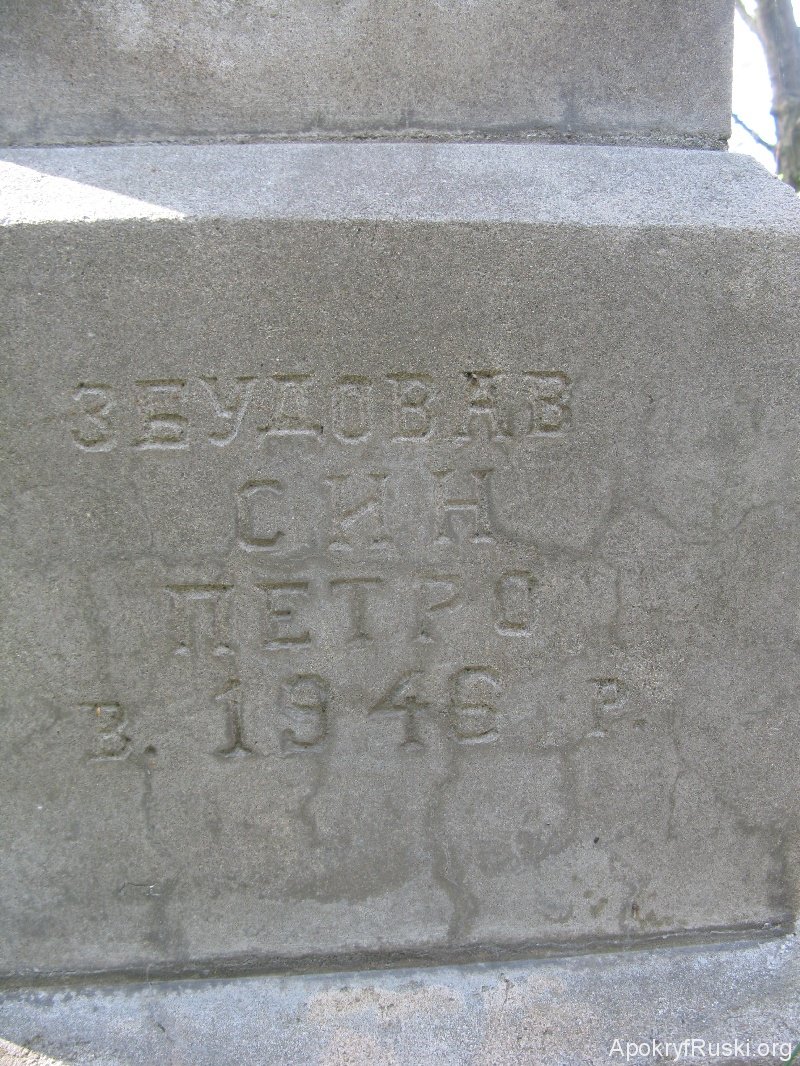 ЗБУДОВАВ
СИН
ПЕТРО
В. 1946 Р.
ApokryfRuski.org